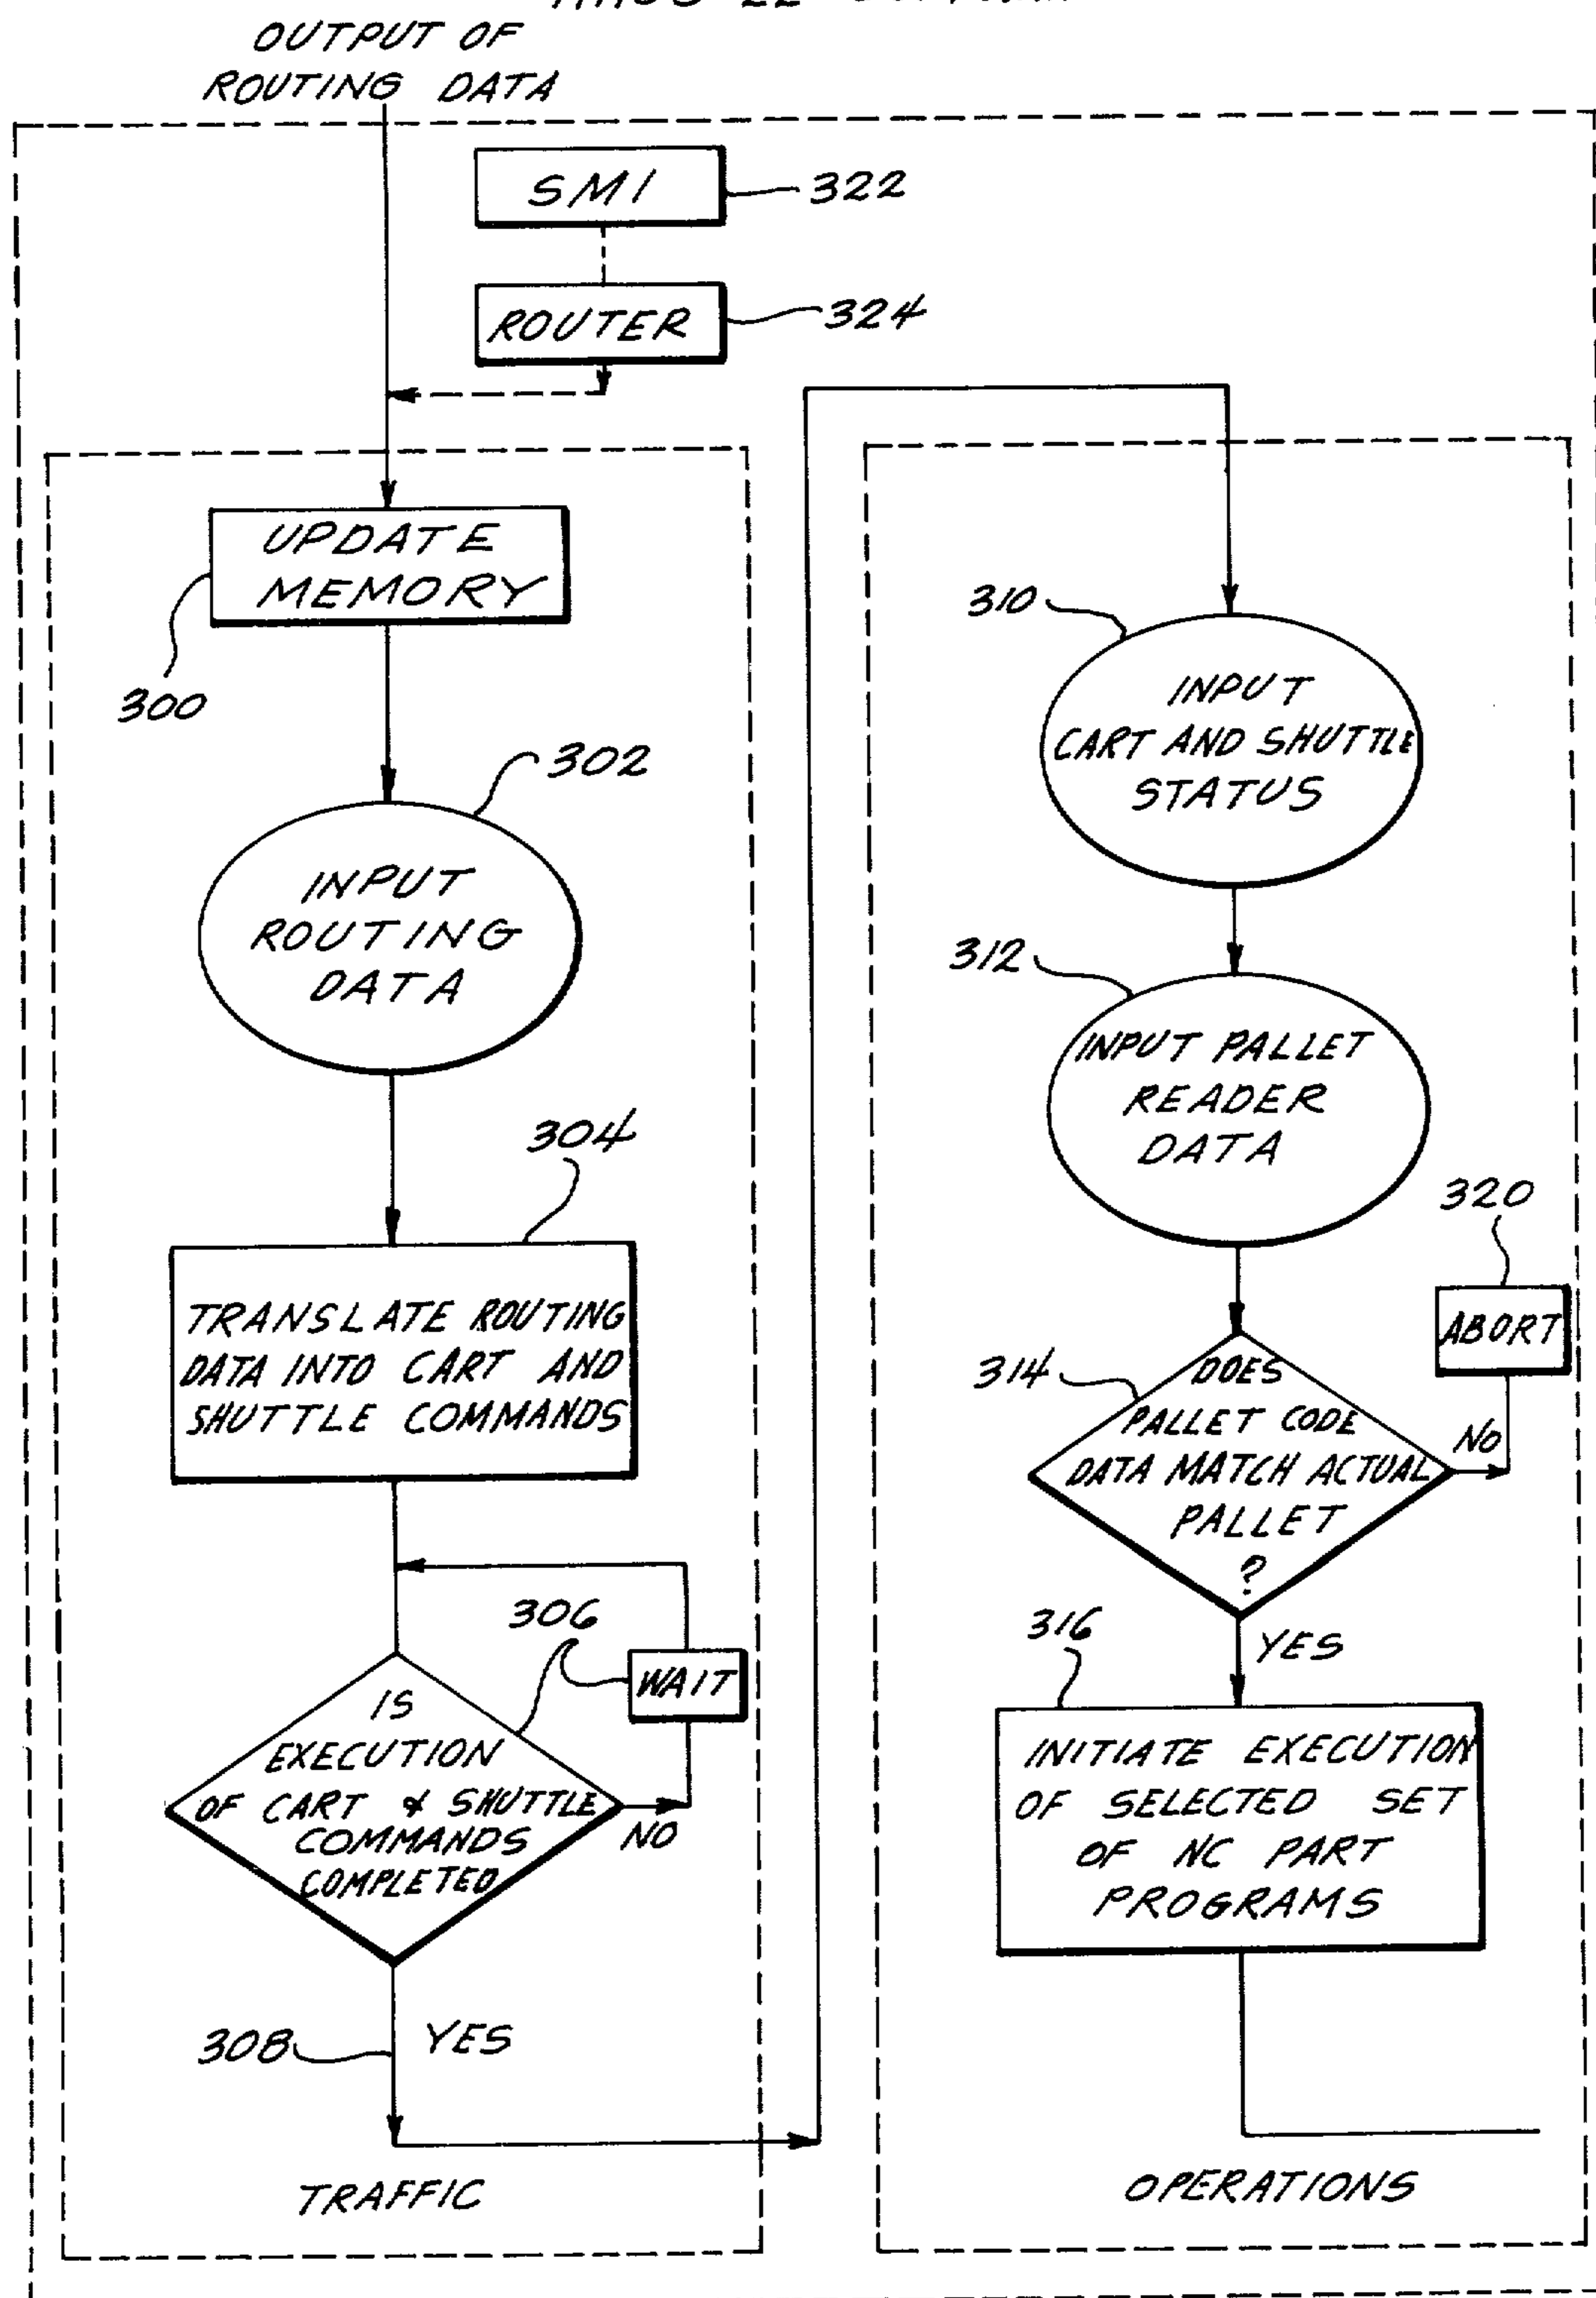 OUTPUT OF
ROUTING DATA
SMI
322
ROUTER
324
UPDATE
MEMORY
300
302
INPUT
ROUTING
DATA
304
TRANSLATE ROUTING
DATA INTO CART AND
SHUTTLE COMMANDS
306
WAIT
IS
EXECUTION
OF CART & SHUTTLE
COMMANDS
COMPLETED
NO
308
YES
TRAFFIC
310
INPUT
CART AND SHUTTLE
STATUS
312
INPUT PALLET
READER
DATA
320
ABORT
314
DOES
PALLET CODE
DATA MATCH ACTUAL
PALLET
?
NO
YES
316
INITIATE EXECUTION
OF SELECTED SET
OF NC PART
PROGRAMS
OPERATIONS